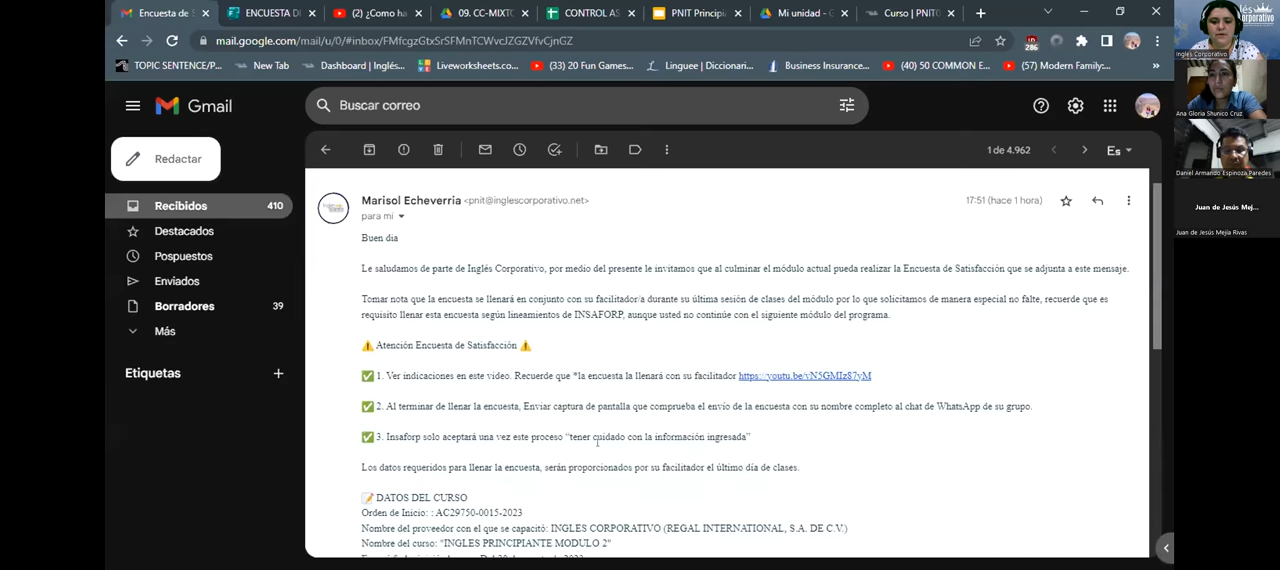 Encuesta de S
ENCUESTA DI
(2) ¿Como ha
09. CC-MIXTO
CONTROL AS
PNIT Principia
Mi unidad - G
Curso | PNIT0
mail.google.com/mail/u/0/#inbox/FMfcgzGtxSrSFMnTCWvcJZGZVfvCjnGZ
286
TOPIC SENTENCE/P...
New Tab
Dashboard | Inglés...
Liveworksheets...
(33) 20 Fun Games...
Linguee | Diccionari...
Business Insurance...
(40) 50 COMMON E...
(57) Modern Family:...
Gmail
Buscar correo
Redactar
1 de 4.962
Es
Recibidos 410
Destacados
Pospuestos
Enviados
Borradores 39
Más
Etiquetas
Marisol Echeverria <pnit@inglescorporativo.net>
17:51 (hace 1 hora)
para mí
Buen dia
Le saludamos de parte de Inglés Corporativo, por medio del presente le invitamos que al culminar el módulo actual pueda realizar la Encuesta de Satisfacción que se adjunta a este mensaje.
Tomar nota que la encuesta se llenará en conjunto con su facilitador/a durante su última sesión de clases del módulo por lo que solicitamos de manera especial no falte, recuerde que es
requisito llenar esta encuesta según lineamientos de INSAFORP, aunque usted no continúe con el siguiente módulo del programa.
⚠️ Atención Encuesta de Satisfacción ⚠️
✅ 1. Ver indicaciones en este video. Recuerde que *la encuesta la llenará con su facilitador https://youtu.be/vN5GMIz87yM
✅ 2. Al terminar de llenar la encuesta, Enviar captura de pantalla que comprueba el envío de la encuesta con su nombre completo al chat de WhatsApp de su grupo.
✅ 3. Insaforp solo aceptará una vez este proceso “tener cuidado con la información ingresada”
Los datos requeridos para llenar la encuesta, serán proporcionados por su facilitador el último día de clases.
📝 DATOS DEL CURSO
Orden de Inicio: : AC29750-0015-2023
Nombre del proveedor con el que se capacitó: INGLES CORPORATIVO (REGAL INTERNATIONAL, S.A. DE C.V.)
Nombre del curso: "INGLES PRINCIPIANTE MODULO 2"
Ingles Corporativo
Ana Gloria Shunico Cruz
Daniel Armando Espinoza Paredes
Juan de Jesús Mej...
Juan de Jesús Mejía Rivas